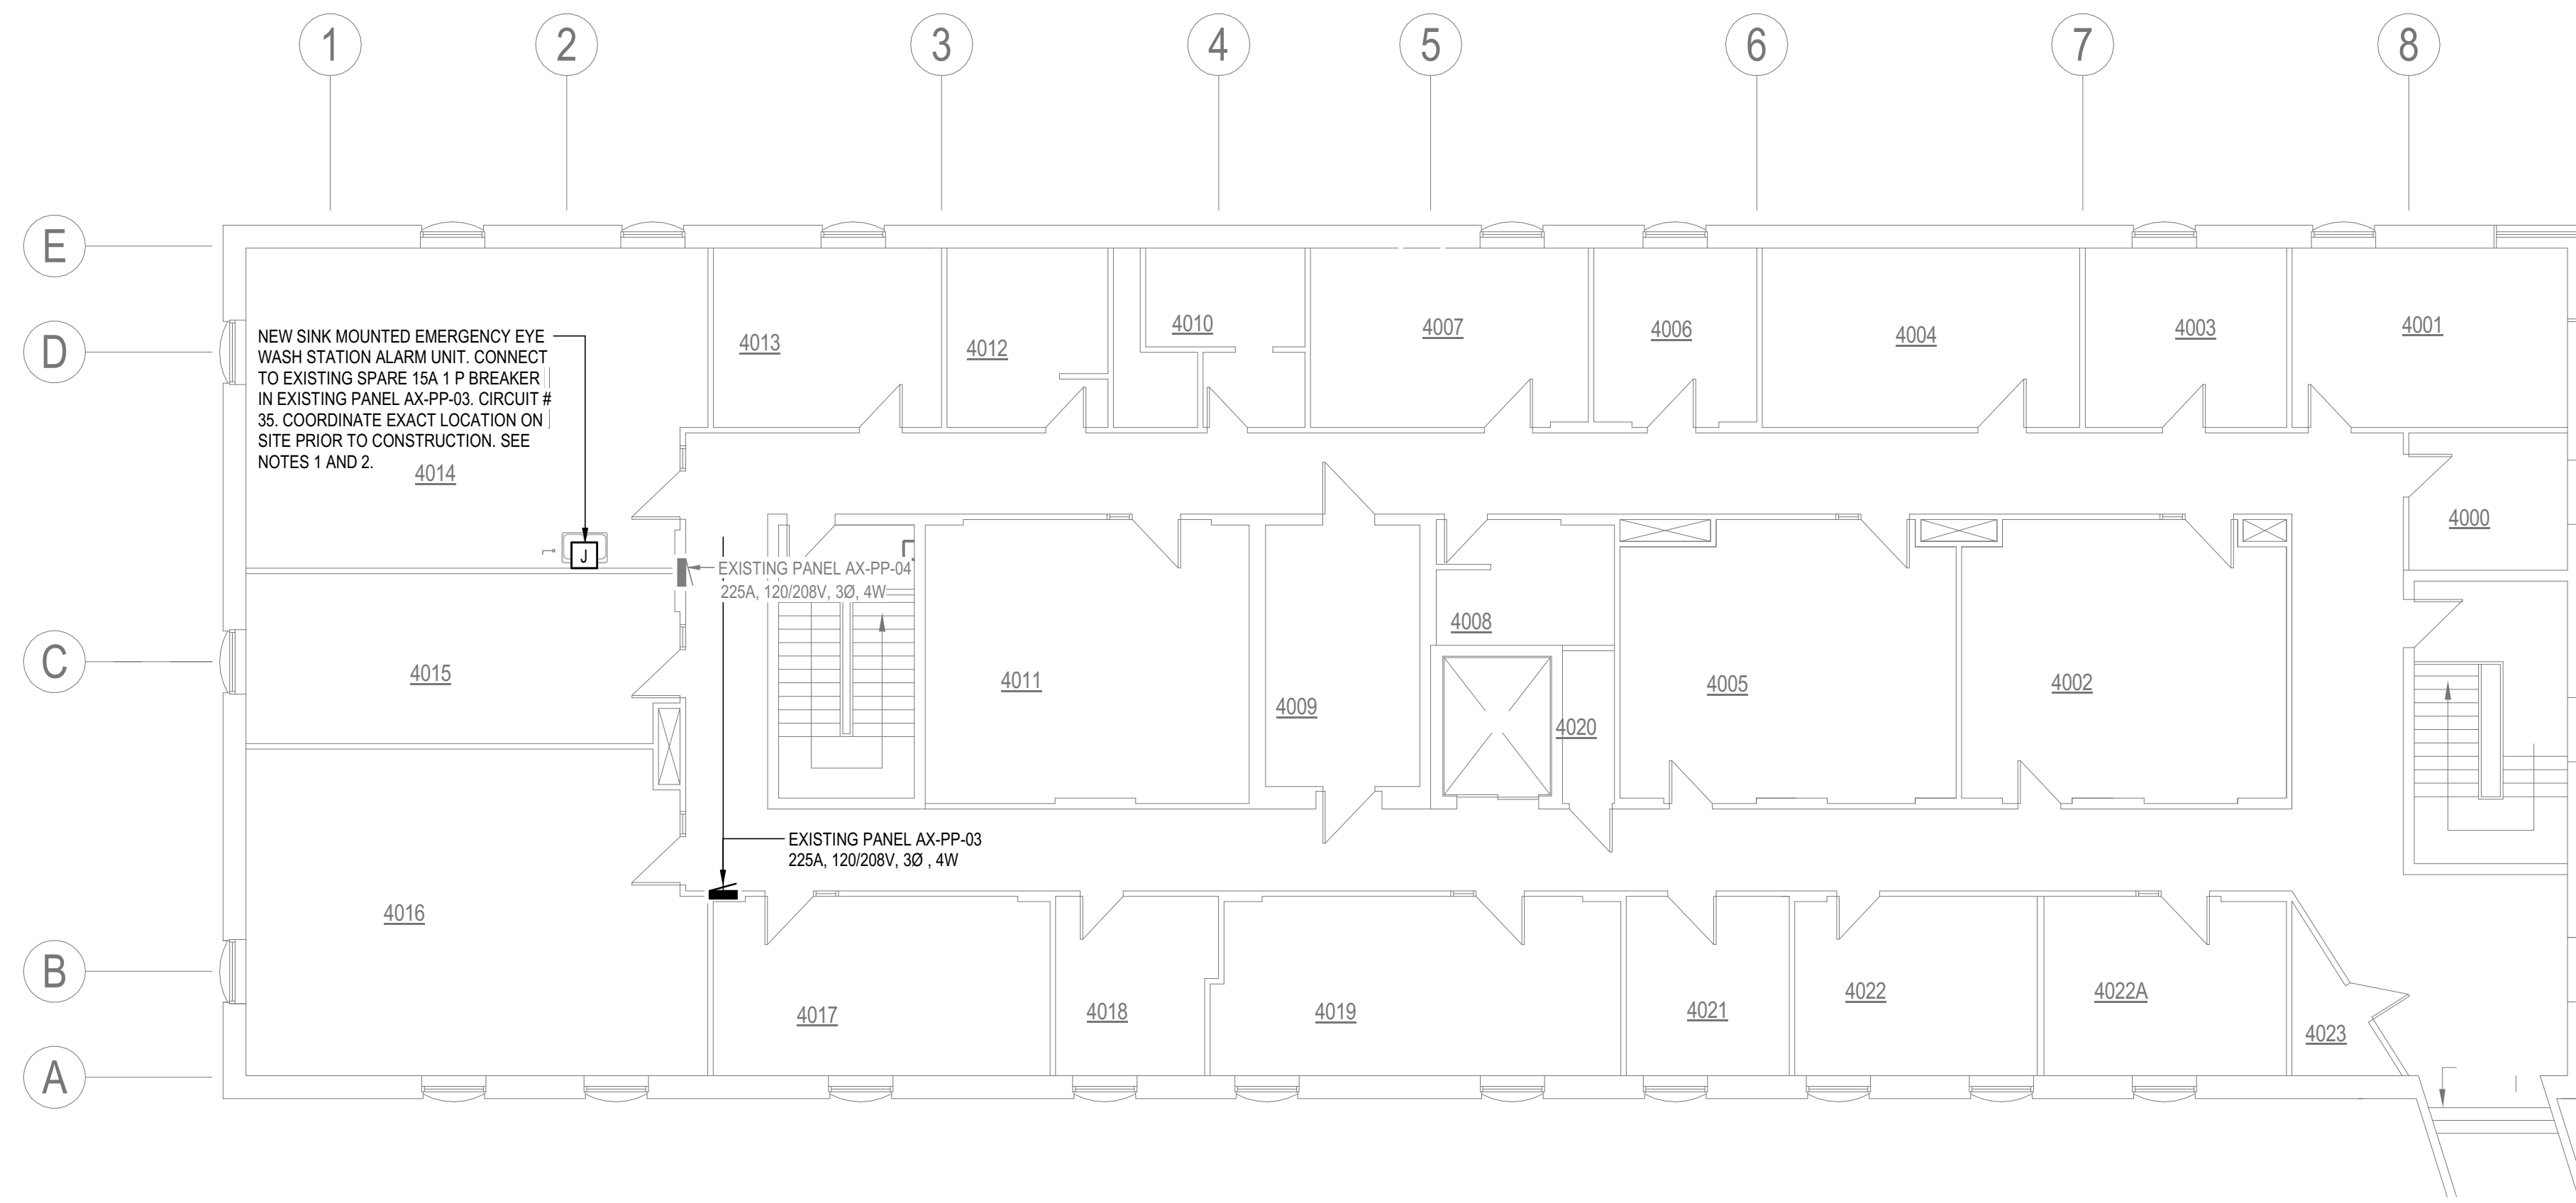 1
2
3
4
5
6
7
8
E
D
C
B
A
NEW SINK MOUNTED EMERGENCY EYE
WASH STATION ALARM UNIT. CONNECT
TO EXISTING SPARE 15A 1 P BREAKER
IN EXISTING PANEL AX-PP-03. CIRCUIT #
35. COORDINATE EXACT LOCATION ON
SITE PRIOR TO CONSTRUCTION. SEE
NOTES 1 AND 2.
4014
J
4013
4012
4010
4007
4006
4004
4003
4001
4000
EXISTING PANEL AX-PP-04
225A, 120/208V, 3Ø, 4W
4015
4011
4009
4008
4020
4005
4002
EXISTING PANEL AX-PP-03
225A, 120/208V, 3Ø , 4W
4016
4017
4018
4019
4021
4022
4022A
4023